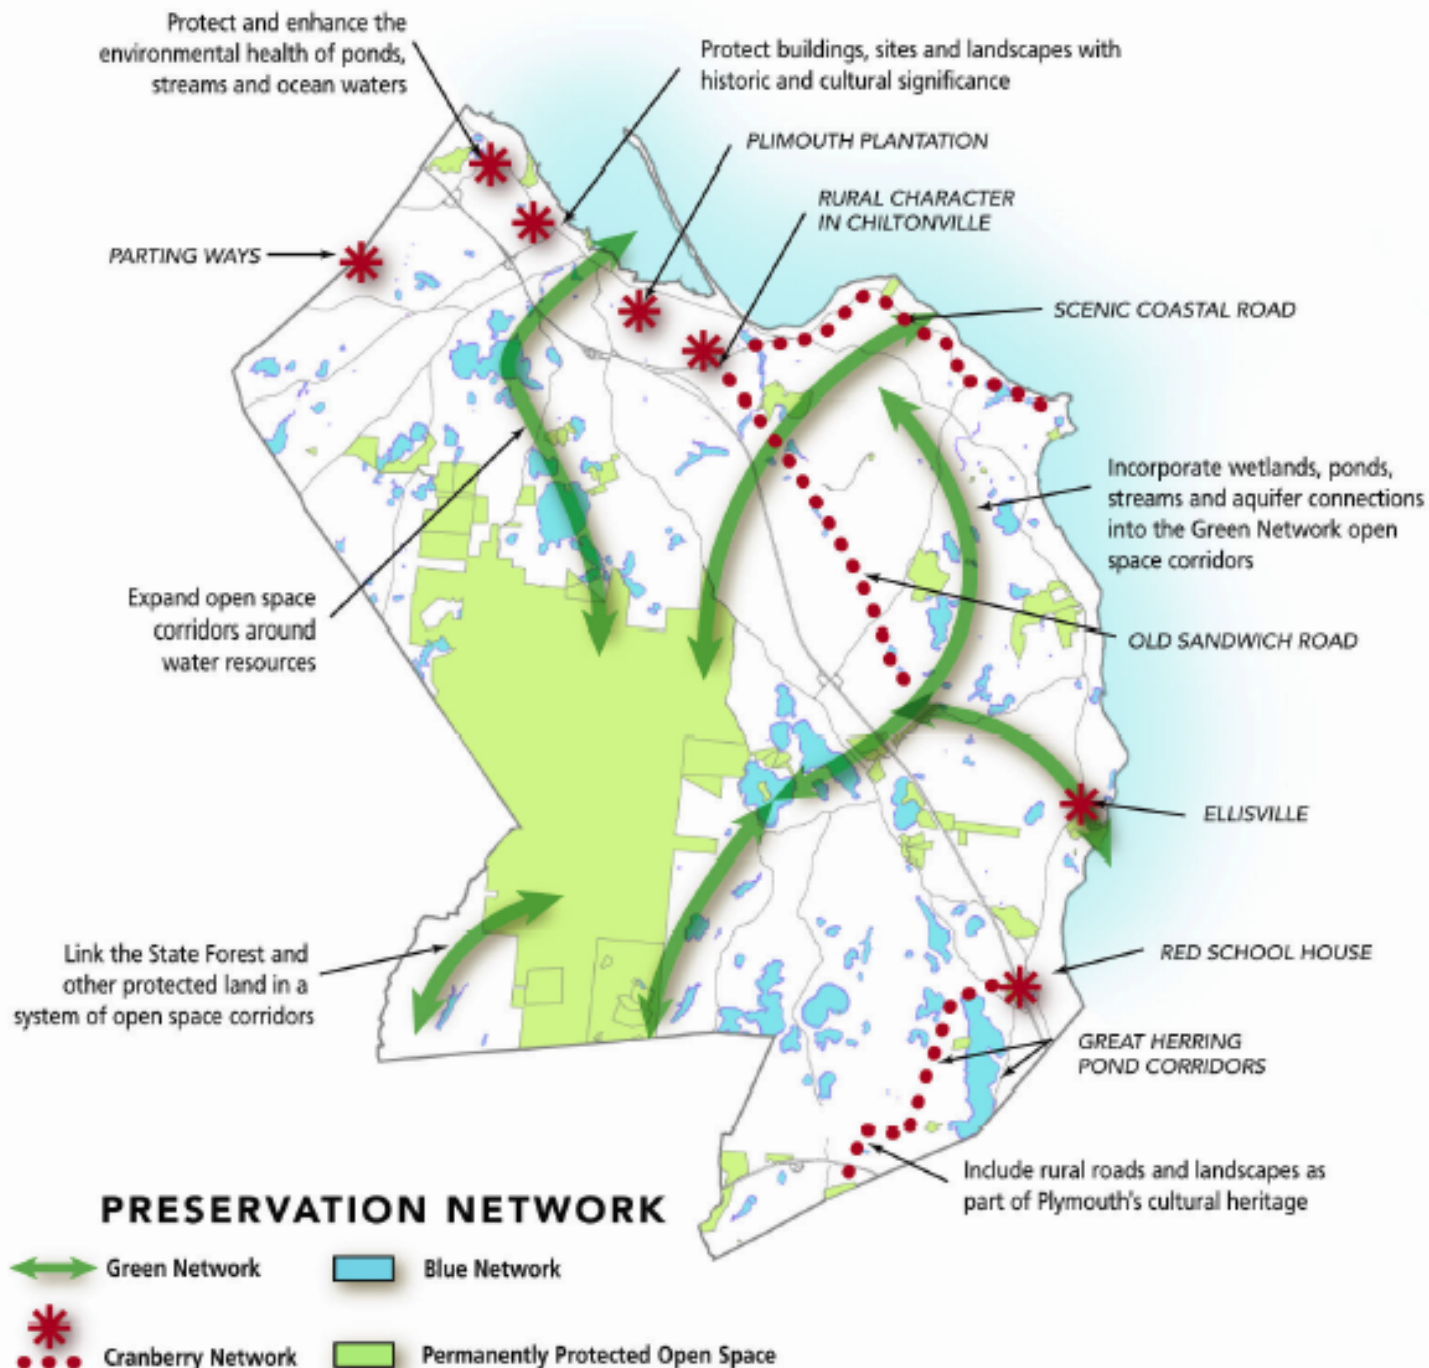 Protect and enhance the
environmental health of ponds,
streams and ocean waters
Protect buildings, sites and landscapes with
historic and cultural significance
PLIMOUTH PLANTATION
RURAL CHARACTER
IN CHILTONVILLE
PARTING WAYS
SCENIC COASTAL ROAD
Incorporate wetlands, ponds,
streams and aquifer connections
into the Green Network open
space corridors
Expand open space
corridors around
water resources
OLD SANDWICH ROAD
ELLISVILLE
Link the State Forest and
other protected land in a
system of open space corridors
RED SCHOOL HOUSE
GREAT HERRING
POND CORRIDORS
Include rural roads and landscapes as
part of Plymouth's cultural heritage
PRESERVATION NETWORK
Green Network
Blue Network
Cranberry Network
Permanently Protected Open Space